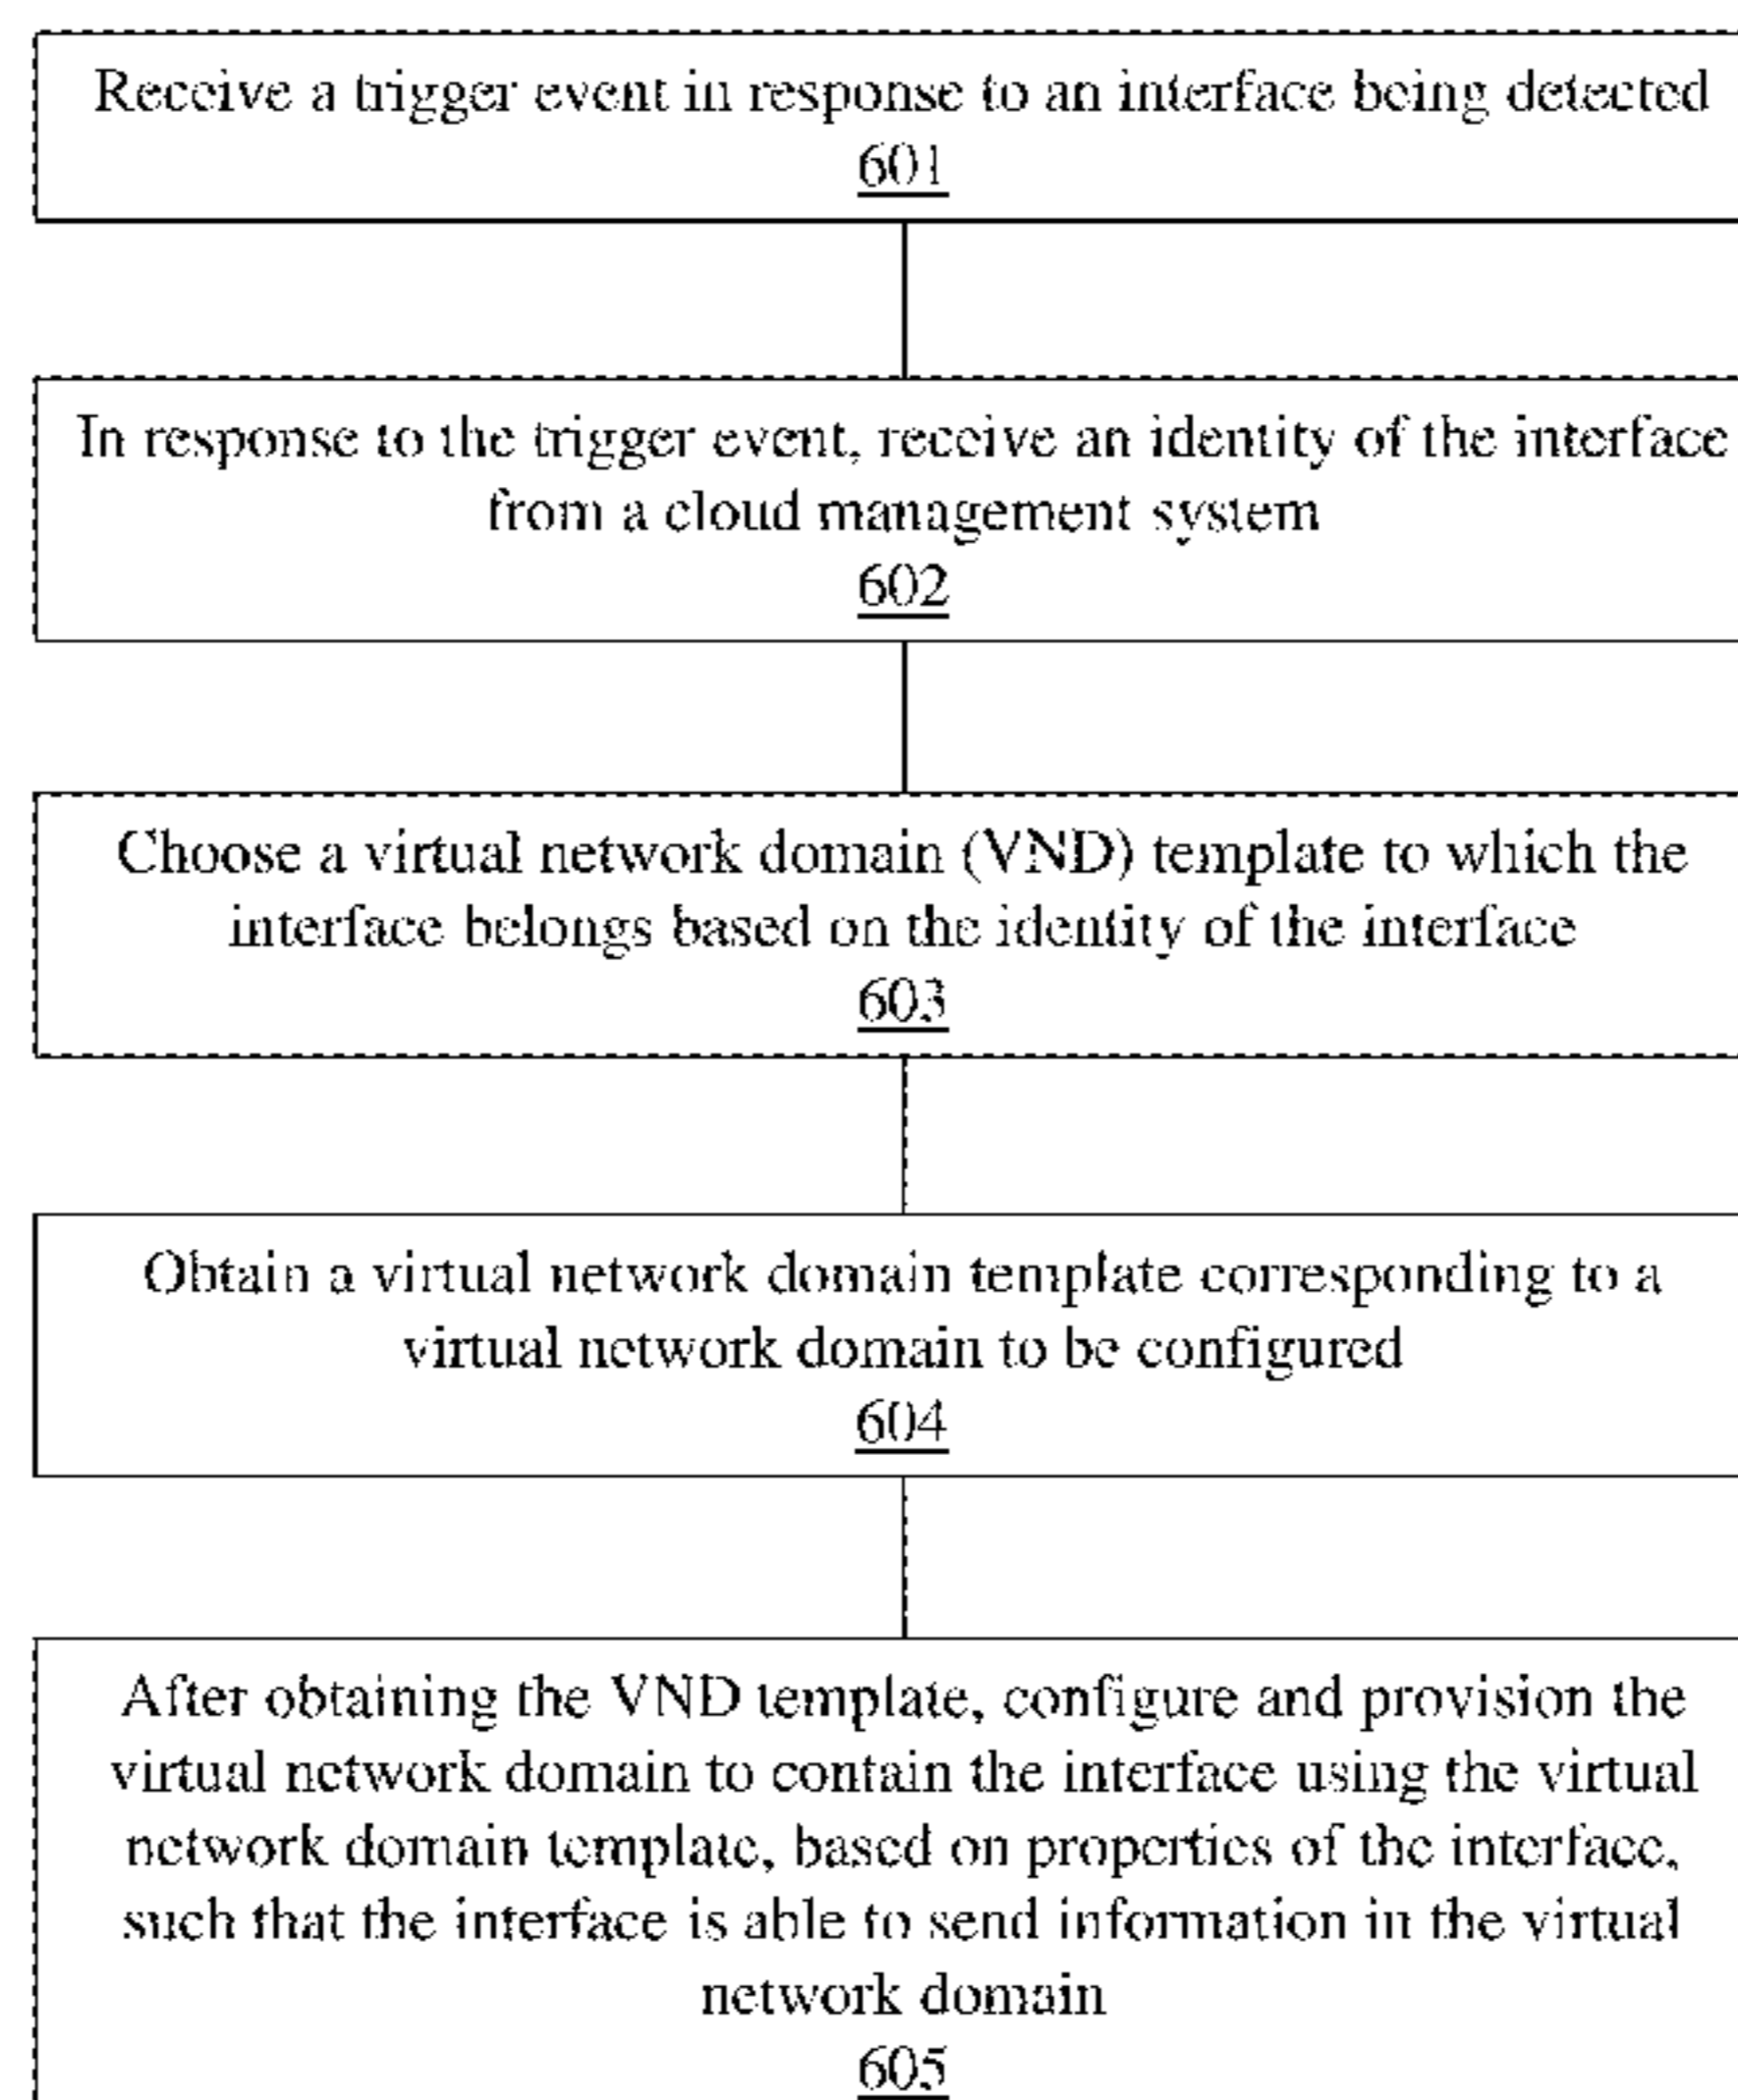 Receive a trigger event in response to an interface being detected
601
In response to the trigger event, receive an identity of the interface
from a cloud management system
602
Choose a virtual network domain (VND) template to which the
interface belongs based on the identity of the interface
603
Obtain a virtual network domain template corresponding to a
virtual network domain to be configured
604
After obtaining the VND template, configure and provision the
virtual network domain to contain the interface using the virtual
network domain template, based on properties of the interface,
such that the interface is able to send information in the virtual
network domain
605